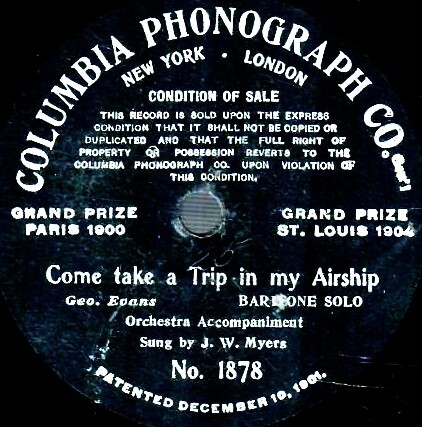 COLUMBIA PHONOGRAPH CO. Gen'l
NEW YORK · LONDON
CONDITION OF SALE
THIS RECORD IS SOLD UPON THE EXPRESS
CONDITION THAT IT SHALL NOT BE COPIED OR
DUPLICATED AND THAT THE FULL RIGHT OF
PROPERTY OR POSSESSION REVERTS TO THE
COLUMBIA PHONOGRAPH CO. UPON VIOLATION OF
THIS CONDITION.
GRAND PRIZE GRAND PRIZE
PARIS 1900 ST. LOUIS 1904
Come take a Trip in my Airship
Geo. Evans BARITONE SOLO
Orchestra Accompaniment
Sung by J. W. Myers
No. 1878
PATENTED DECEMBER 10, 1901.